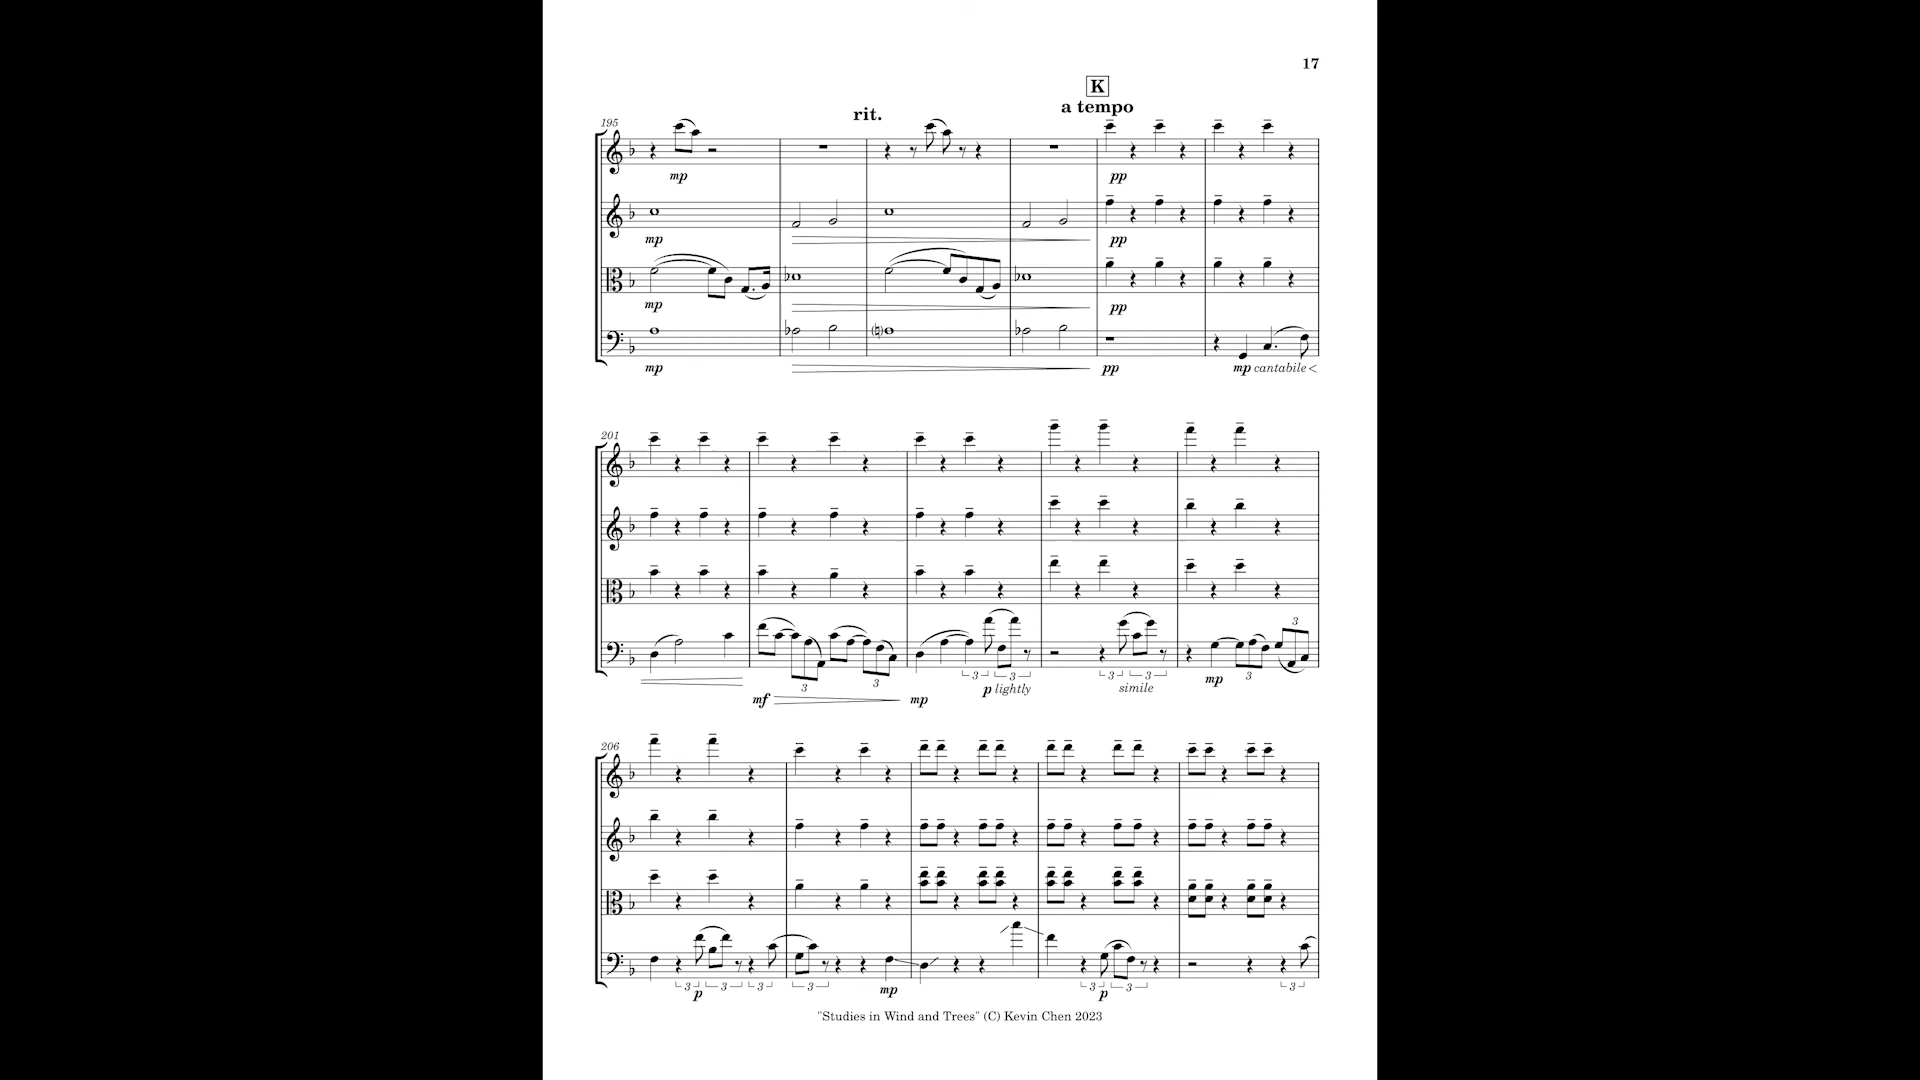 17
K
rit. a tempo
195
mp pp
mp pp
mp pp
mp pp mp cantabile
201
3 3 3 3 3 3 3 3
mf mp p lightly simile mp
206
3 3 3 3 3 3 3
p mp p
"Studies in Wind and Trees" (C) Kevin Chen 2023